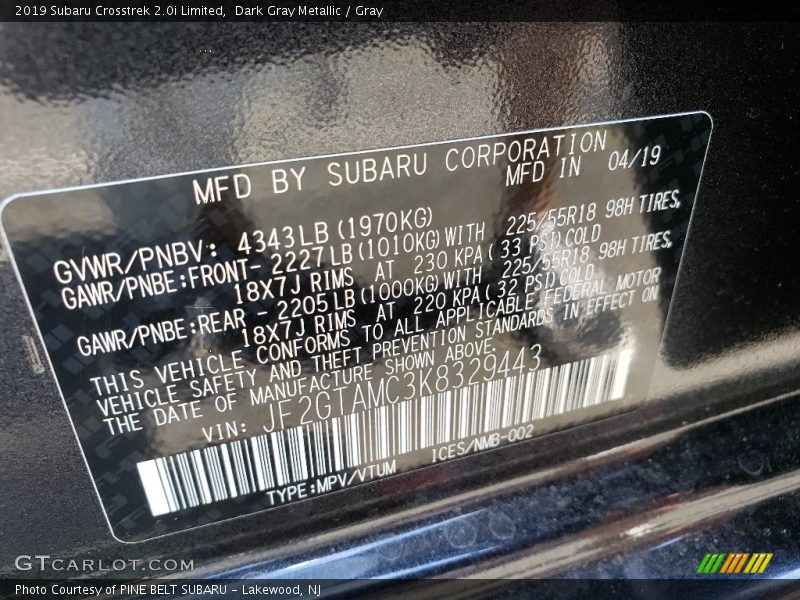 2019 Subaru Crosstrek 2.0i Limited,  Dark Gray Metallic / Gray
MFD BY SUBARU CORPORATION
MFD IN 04/19
GVWR/PNBV: 4343LB(1970KG)
GAWR/PNBE:FRONT- 2227LB(1010KG)WITH 225/55R18 98H TIRES,
18X7J RIMS AT 230 KPA( 33 PSI)COLD
GAWR/PNBE:REAR - 2205LB(1000KG)WITH 225/55R18 98H TIRES,
18X7J RIMS AT 220 KPA( 32 PSI)COLD
THIS VEHICLE CONFORMS TO ALL APPLICABLE FEDERAL MOTOR
VEHICLE SAFETY AND THEFT PREVENTION STANDARDS IN EFFECT ON
THE DATE OF MANUFACTURE SHOWN ABOVE.
VIN: JF2GTAMC3K8329443
TYPE:MPV/VTUM ICES/NMB-002
GTCARLOT.COM
Photo Courtesy of PINE BELT SUBARU - Lakewood, NJ